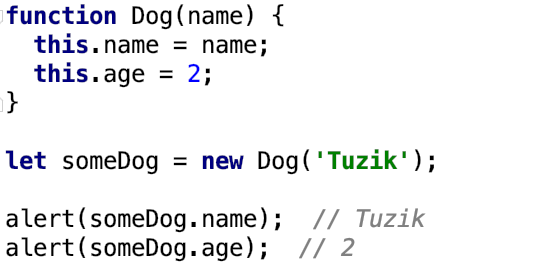 function Dog(name) {
  this.name = name;
  this.age = 2;
}

let someDog = new Dog('Tuzik');

alert(someDog.name);  // Tuzik
alert(someDog.age);  // 2